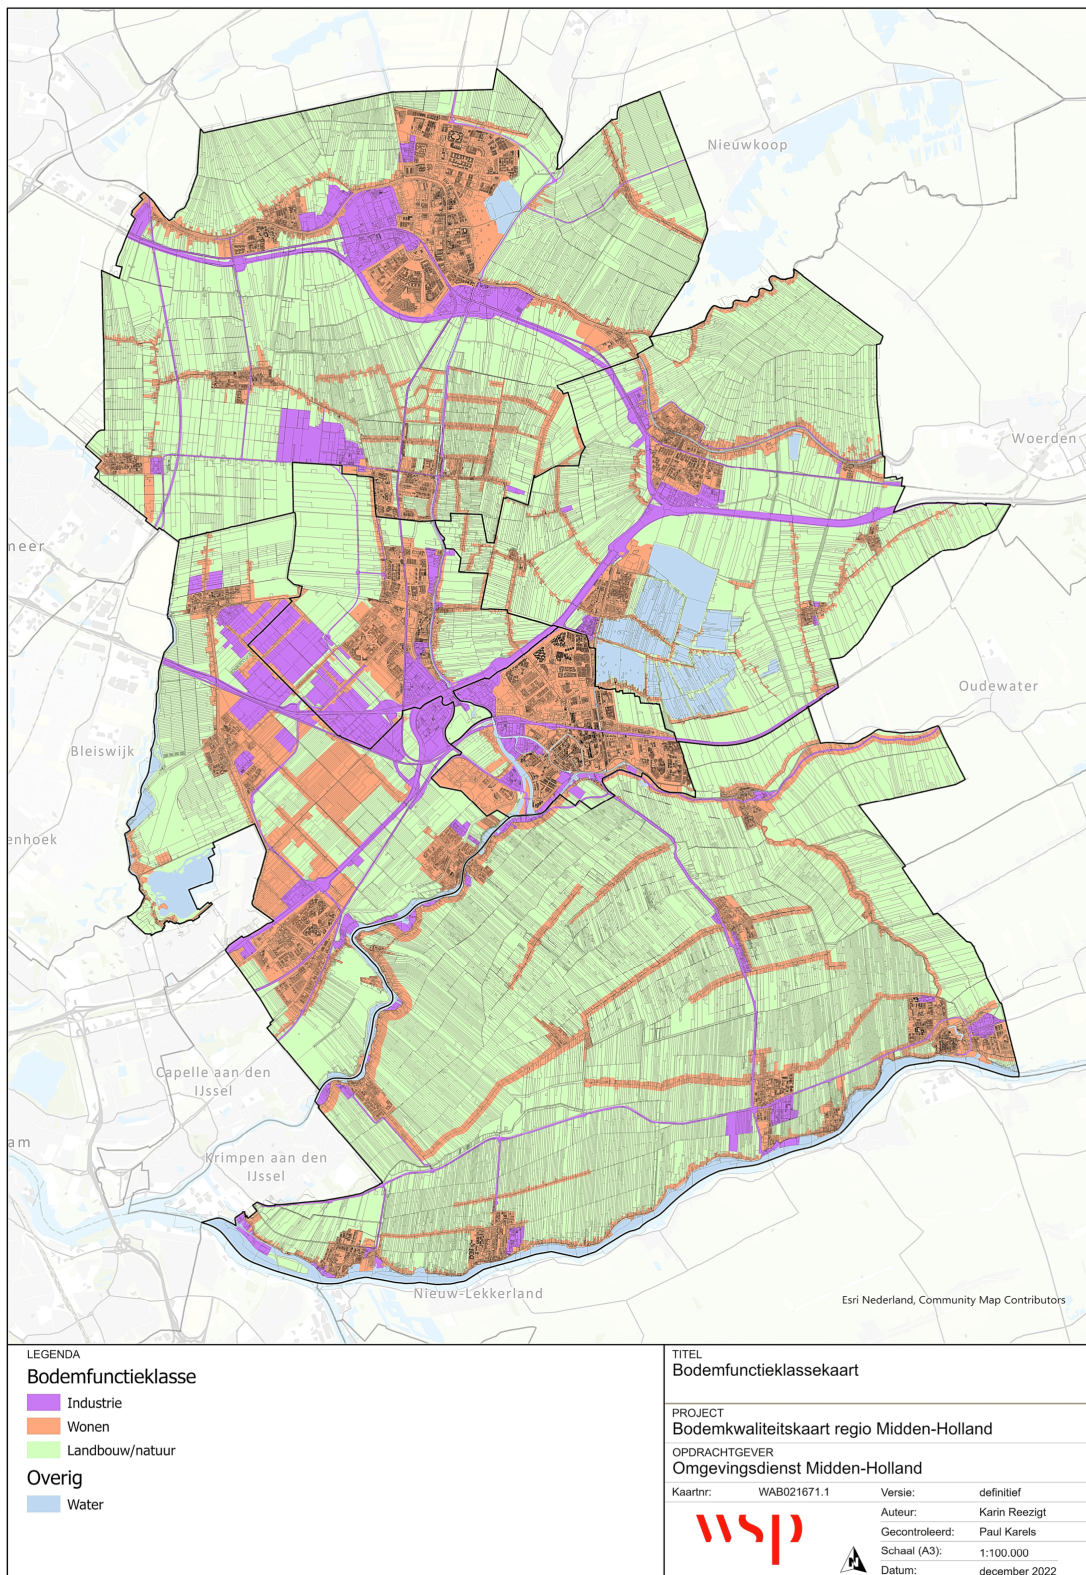 Nieuwkoop
Woerden
meer
Oudewater
Bleiswijk
enhoek
Capelle aan den
IJssel
am
Krimpen aan den
IJssel
Nieuw-Lekkerland
Esri Nederland, Community Map Contributors
LEGENDA
Bodemfunctieklasse
Industrie
Wonen
Landbouw/natuur
Overig
Water
TITEL
Bodemfunctieklassekaart
PROJECT
Bodemkwaliteitskaart regio Midden-Holland
OPDRACHTGEVER
Omgevingsdienst Midden-Holland
Kaartnr: WAB021671.1 Versie: definitief
Auteur: Karin Reezigt
Gecontroleerd: Paul Karels
Schaal (A3): 1:100.000
Datum: december 2022
wsp
N